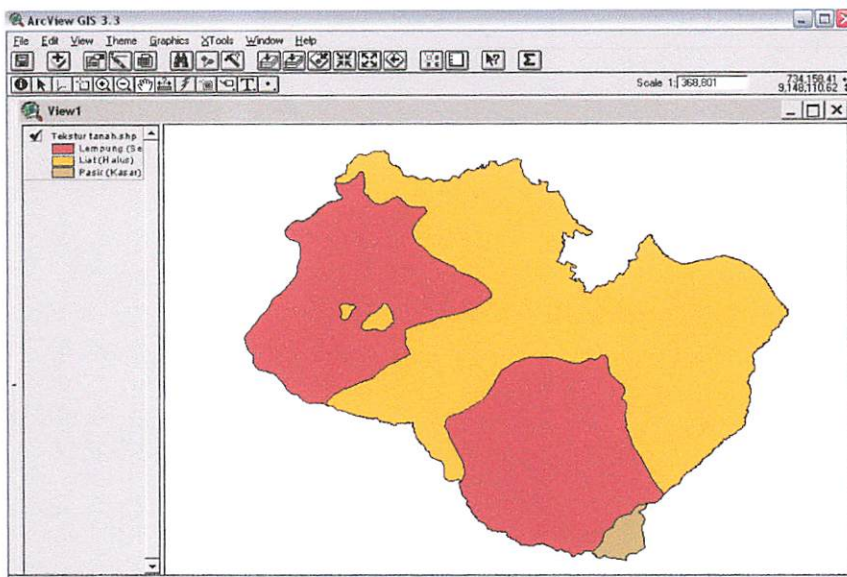 ArcView GIS 3.3
File Edit View Theme Graphics XTools Window Help
Scale 1: 368,801
734,158.41
9,148,110.62
View1
Tekstur tanah.shp
Lempung (Se
Liat (Halus)
Pasir (Kasar)